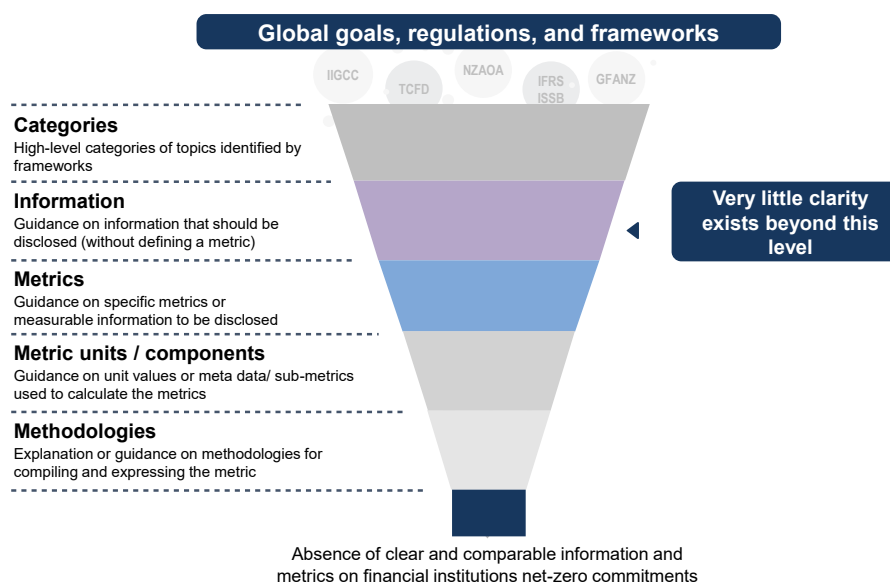 Global goals, regulations, and frameworks
IIGCC
TCFD
NZAOA
IFRS
ISSB
GFANZ
Categories
High-level categories of topics identified by
frameworks
Information
Guidance on information that should be
disclosed (without defining a metric)
Very little clarity
exists beyond this
level
Metrics
Guidance on specific metrics or
measurable information to be disclosed
Metric units / components
Guidance on unit values or meta data/ sub-metrics
used to calculate the metrics
Methodologies
Explanation or guidance on methodologies for
compiling and expressing the metric
Absence of clear and comparable information and
metrics on financial institutions net-zero commitments